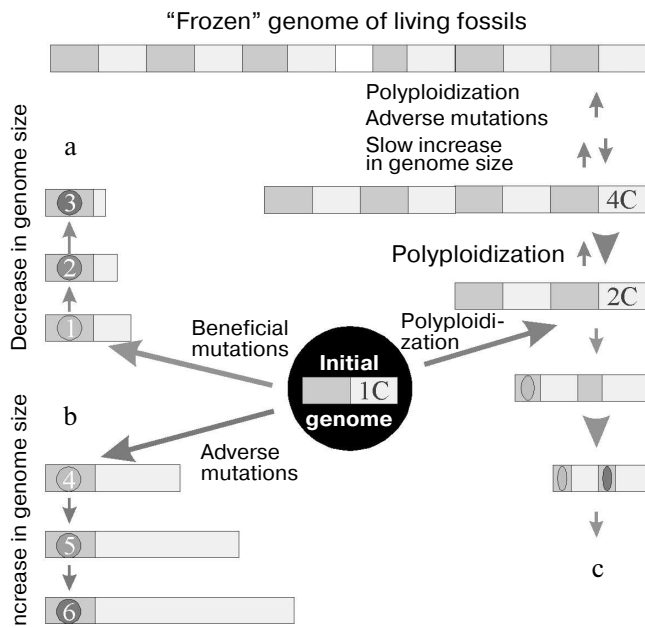 “Frozen” genome of living fossils
Polyploidization
Adverse mutations
Slow increase
in genome size
4C
Polyploidization
2C
Polyploidi-
zation
Decrease in genome size
a
3
2
1
Beneficial
mutations
Initial
1C
genome
b
Adverse
mutations
ncrease in genome size
4
5
6
c